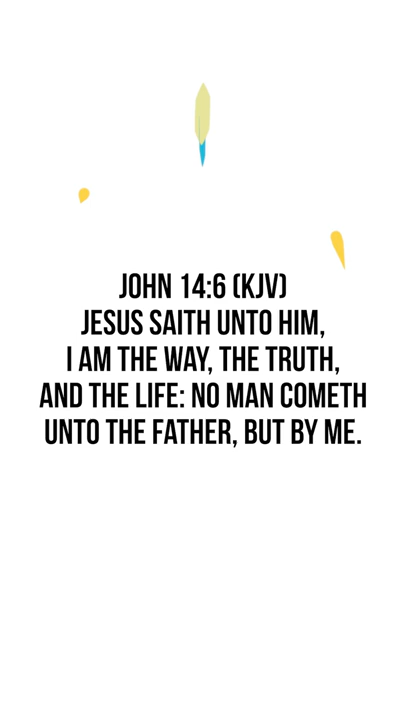 JOHN 14:6 (KJV)
JESUS SAITH UNTO HIM,
I AM THE WAY, THE TRUTH,
AND THE LIFE: NO MAN COMETH
UNTO THE FATHER, BUT BY ME.